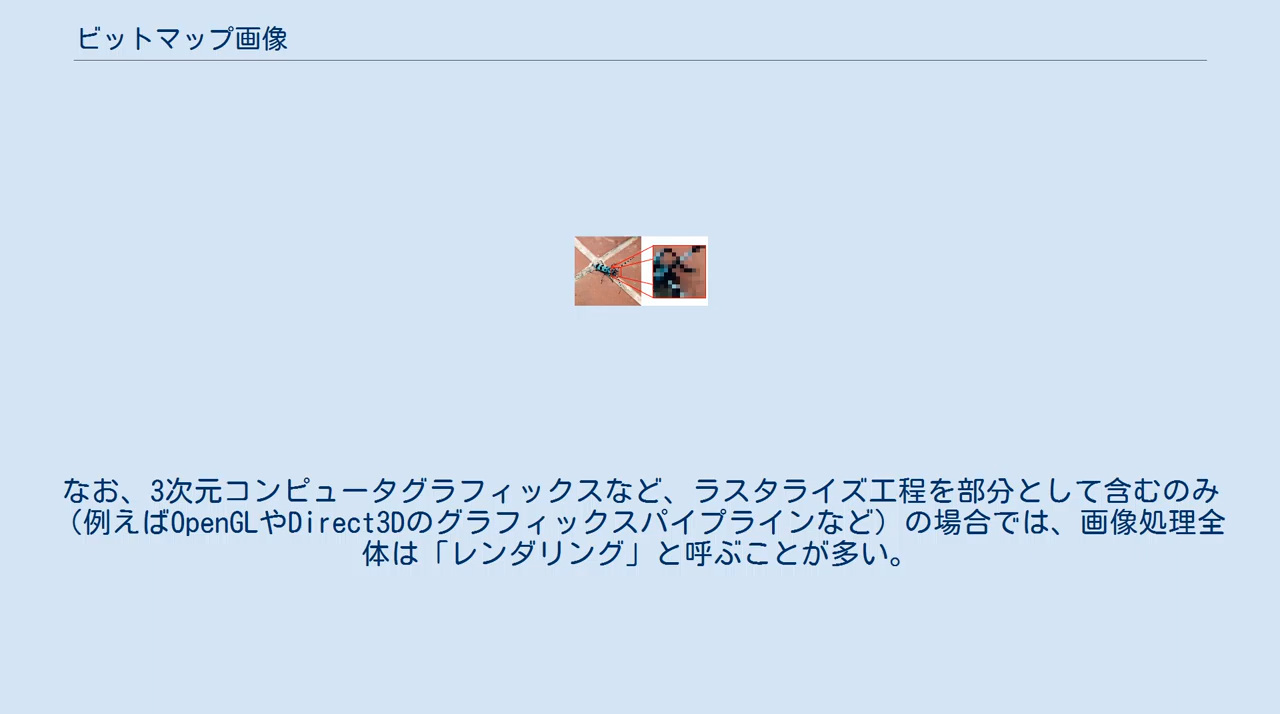 ビットマップ画像
なお、3次元コンピュータグラフィックスなど、ラスタライズ工程を部分として含むのみ
（例えばOpenGLやDirect3Dのグラフィックスパイプラインなど）の場合では、画像処理全
体は「レンダリング」と呼ぶことが多い。